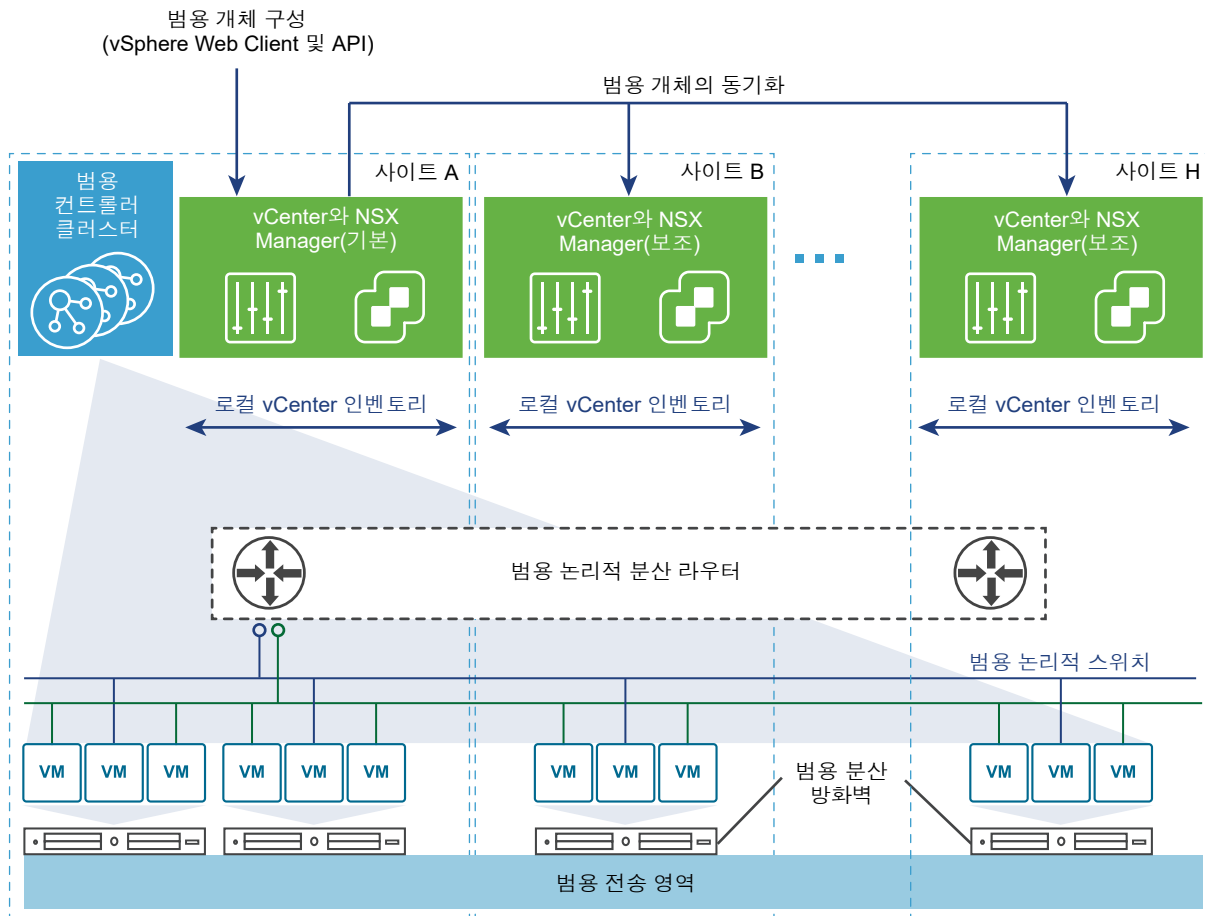 범용 개체 구성
(vSphere Web Client 및 API)
범용 개체의 동기화
사이트 A
사이트 B
사이트 H
범용
컨트롤러
클러스터
vCenter와 NSX
Manager(기본)
vCenter와 NSX
Manager(보조)
vCenter와 NSX
Manager(보조)
로컬 vCenter 인벤토리
로컬 vCenter 인벤토리
로컬 vCenter 인벤토리
범용 논리적 분산 라우터
범용 논리적 스위치
VM
VM
VM
VM
VM
VM
VM
VM
VM
VM
VM
VM
범용 분산
방화벽
범용 전송 영역